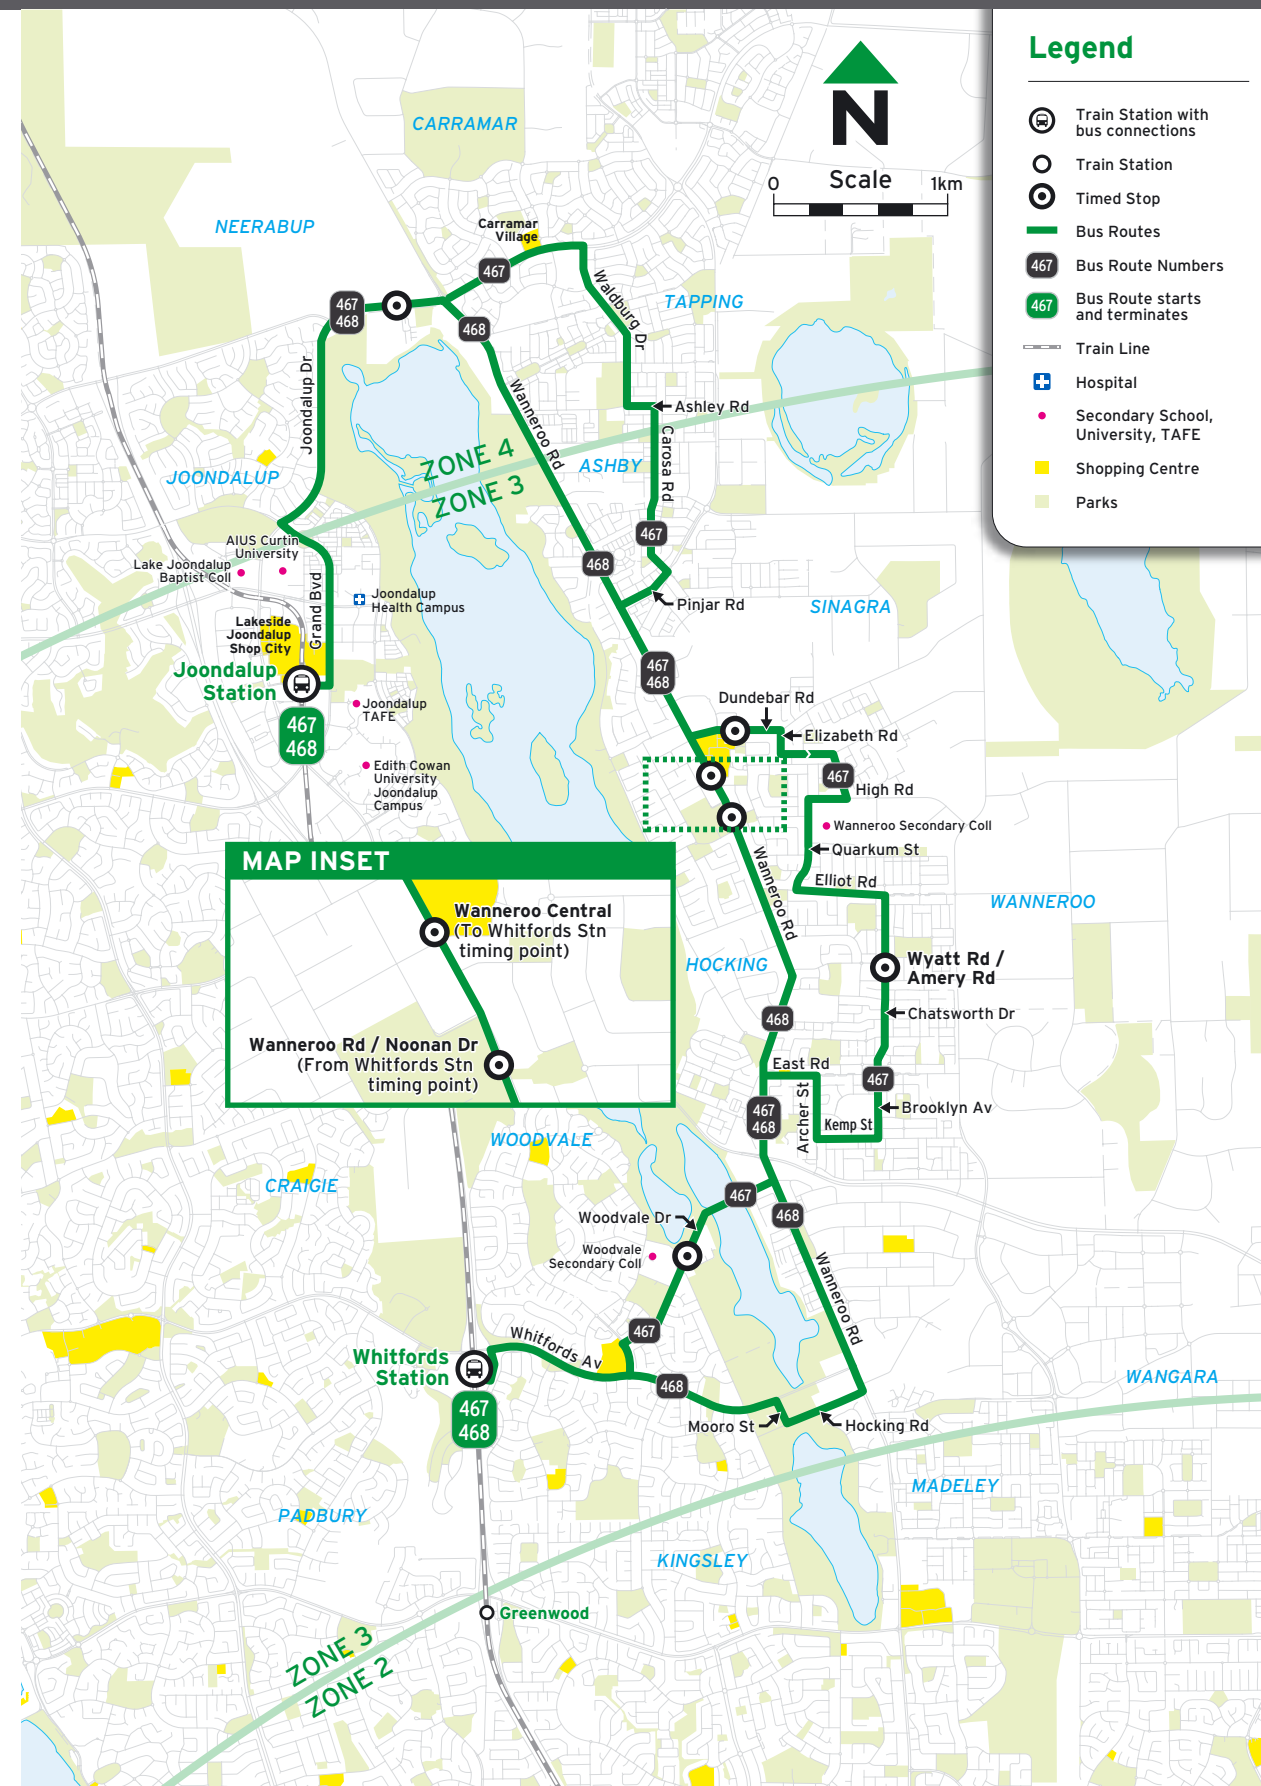 Legend
Train Station with
bus connections
Train Station
Timed Stop
Bus Routes
467
Bus Route Numbers
467
Bus Route starts
and terminates
Train Line
Hospital
Secondary School,
University, TAFE
Shopping Centre
Parks
N
0
Scale
1km
CARRAMAR
NEERABUP
Carramar
Village
467
467
468
468
Waldburg Dr
TAPPING
Joondalup Dr
Wanneroo Rd
Ashley Rd
Carosa Rd
ZONE 4
ZONE 3
ASHBY
JOONDALUP
AIUS Curtin
University
Lake Joondalup
Baptist Coll
Grand Bvd
Joondalup
Health Campus
Lakeside
Joondalup
Shop City
Joondalup
Station
467
468
Joondalup
TAFE
Edith Cowan
University
Joondalup
Campus
467
468
Pinjar Rd
SINAGRA
467
468
Dundebar Rd
Elizabeth Rd
467
High Rd
Wanneroo Secondary Coll
Quarkum St
Elliot Rd
Wanneroo Rd
WANNEROO
HOCKING
Wyatt Rd /
Amery Rd
Chatsworth Dr
468
East Rd
467
467
468
Archer St
Brooklyn Av
Kemp St
MAP INSET
Wanneroo Central
(To Whitfords Stn
timing point)
Wanneroo Rd / Noonan Dr
(From Whitfords Stn
timing point)
WOODVALE
CRAIGIE
467
468
Woodvale Dr
Woodvale
Secondary Coll
Wanneroo Rd
467
Whitfords Av
Whitfords
Station
467
468
468
Mooro St
Hocking Rd
WANGARA
MADELEY
PADBURY
KINGSLEY
Greenwood
ZONE 3
ZONE 2